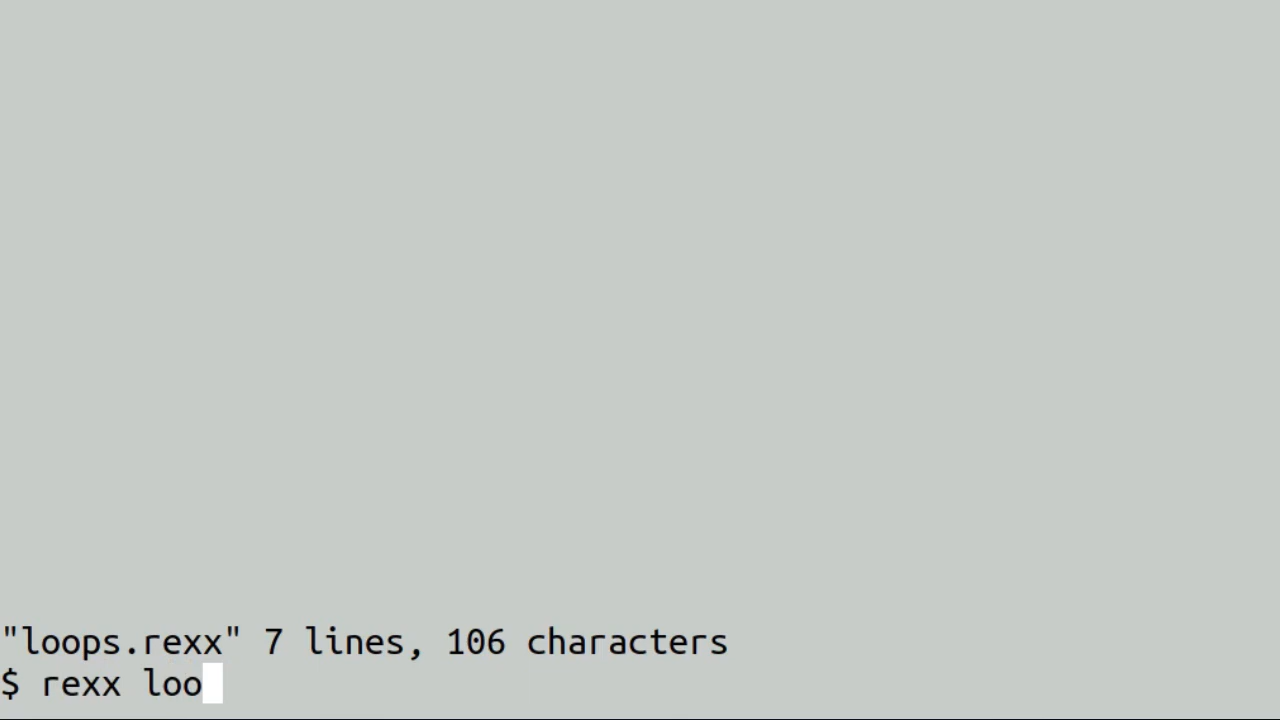 "loops.rexx" 7 lines, 106 characters
$ rexx loo